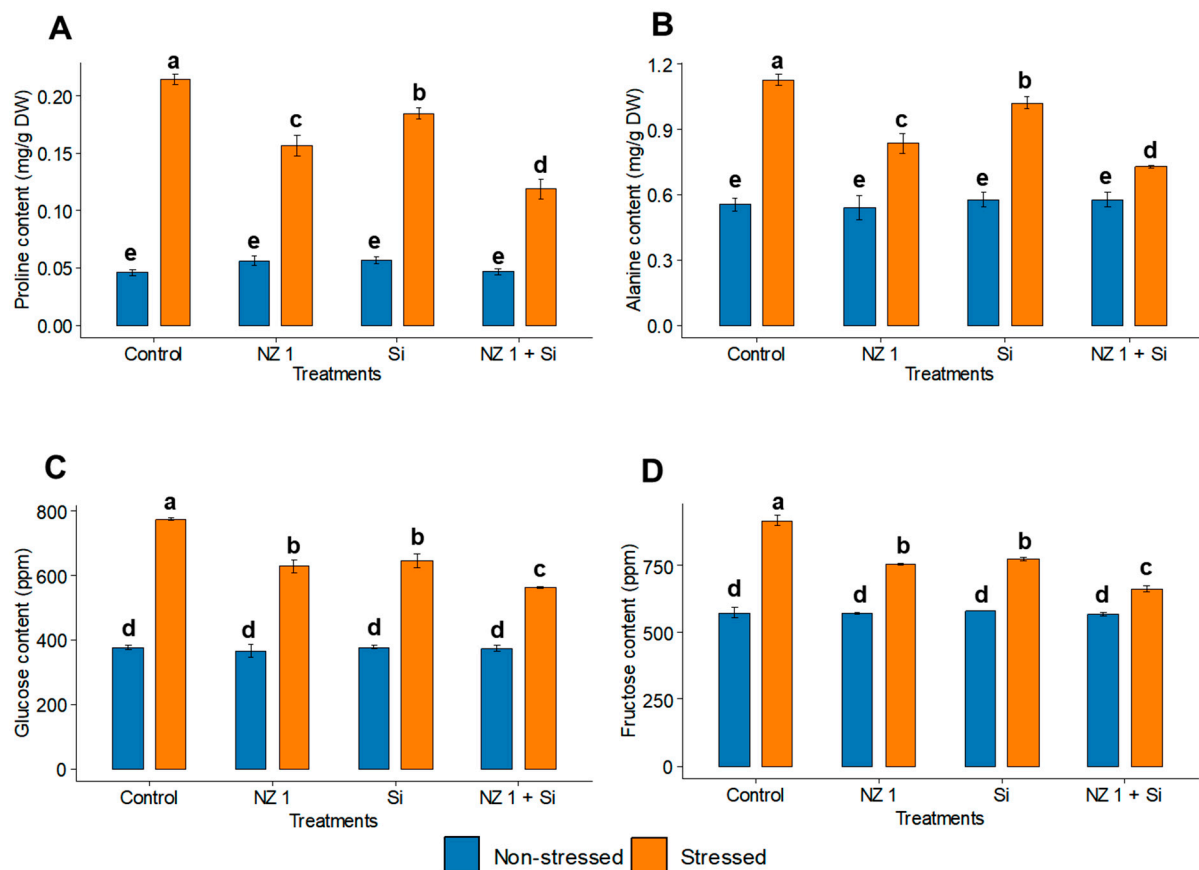 A
Proline content (mg/g DW)
0.20
0.15
0.10
0.05
0.00
a
c
b
d
e
e
e
e
Control
NZ 1
Si
NZ 1 + Si
Treatments
B
Alanine content (mg/g DW)
1.2
0.9
0.6
0.3
0.0
a
c
b
d
e
e
e
e
Control
NZ 1
Si
NZ 1 + Si
Treatments
C
Glucose content (ppm)
800
600
400
200
0
a
b
b
c
d
d
d
d
Control
NZ 1
Si
NZ 1 + Si
Treatments
D
Fructose content (ppm)
750
500
250
0
a
b
b
c
d
d
d
d
Control
NZ 1
Si
NZ 1 + Si
Treatments
Non-stressed
Stressed